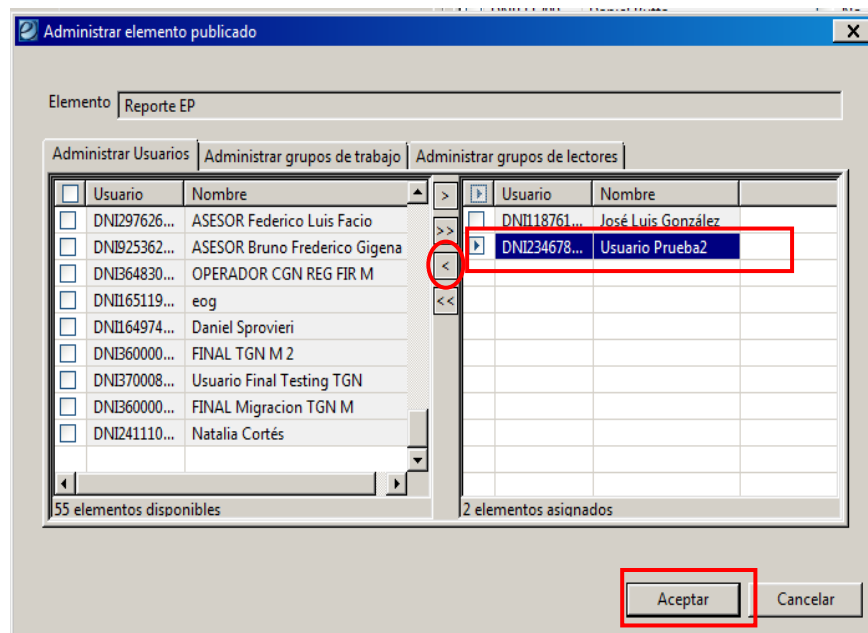 Administrar elemento publicado
Elemento Reporte EP
Administrar Usuarios Administrar grupos de trabajo Administrar grupos de lectores
Usuario Nombre > Usuario Nombre
DNI297626... ASESOR Federico Luis Facio DNI118761... José Luis González
DNI925362... ASESOR Bruno Frederico Gigena >> DNI234678... Usuario Prueba2
DNI364830... OPERADOR CGN REG FIR M <
DNI165119... eog <<
DNI164974... Daniel Sprovieri
DNI360000... FINAL TGN M 2
DNI370008... Usuario Final Testing TGN
DNI360000... FINAL Migracion TGN M
DNI241110... Natalia Cortés
55 elementos disponibles 2 elementos asignados
Aceptar Cancelar